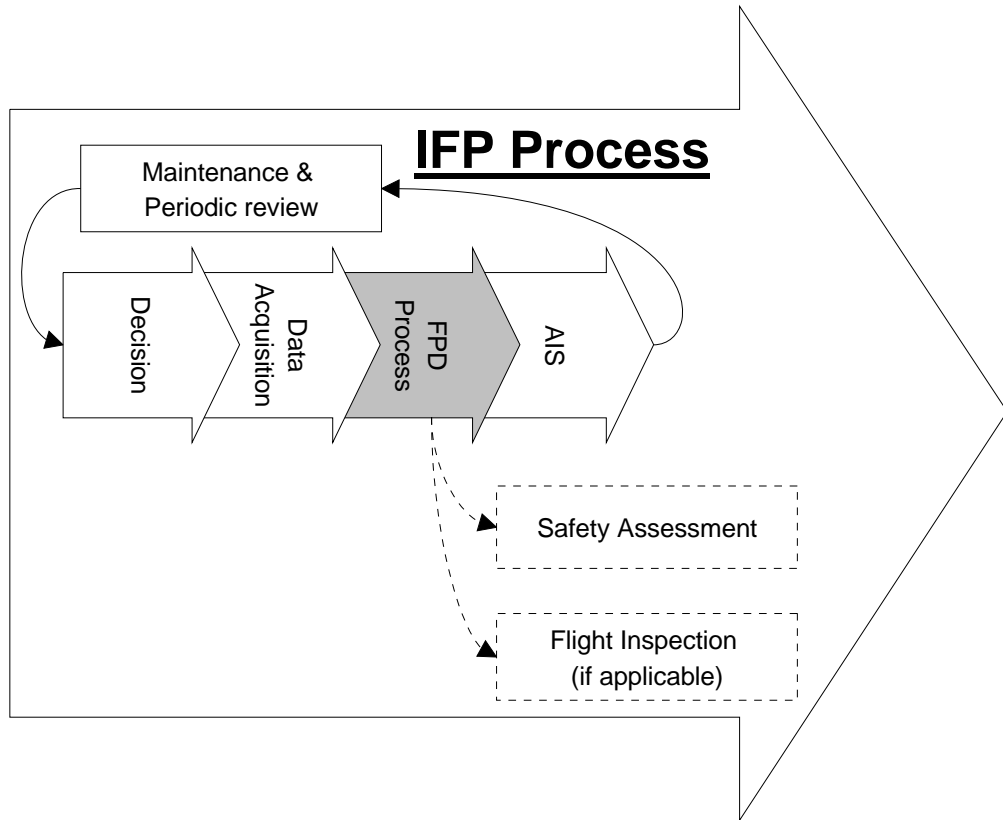 IFP Process
Maintenance &
Periodic review
Decision
Data
Acquisition
FPD
Process
AIS
Safety Assessment
Flight Inspection
(if applicable)